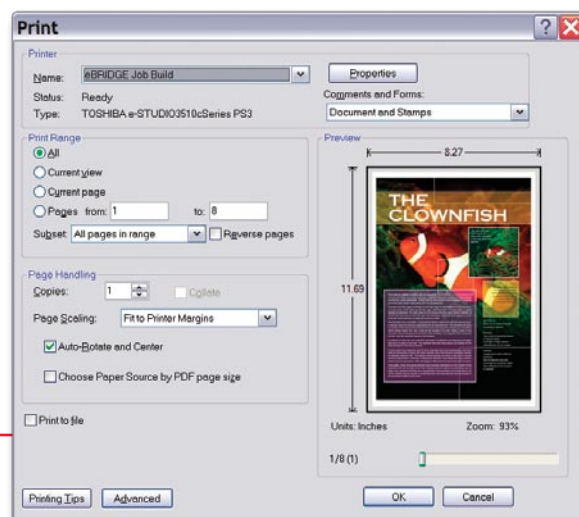 Print
Printer
Name: eBRIDGE Job Build
Properties
Status: Ready
Comments and Forms:
Type: TOSHIBA e-STUDIO3510cSeries PS3
Document and Stamps
Print Range
All
Current view
Current page
Pages from: 1 to: 8
Subset: All pages in range
Reverse pages
Page Handling
Copies: 1
Collate
Page Scaling: Fit to Printer Margins
Auto-Rotate and Center
Choose Paper Source by PDF page size
Print to file
Preview
8.27
11.69
THE
CLOWNFISH
Units: Inches Zoom: 93%
1/8 (1)
Printing Tips
Advanced
OK
Cancel